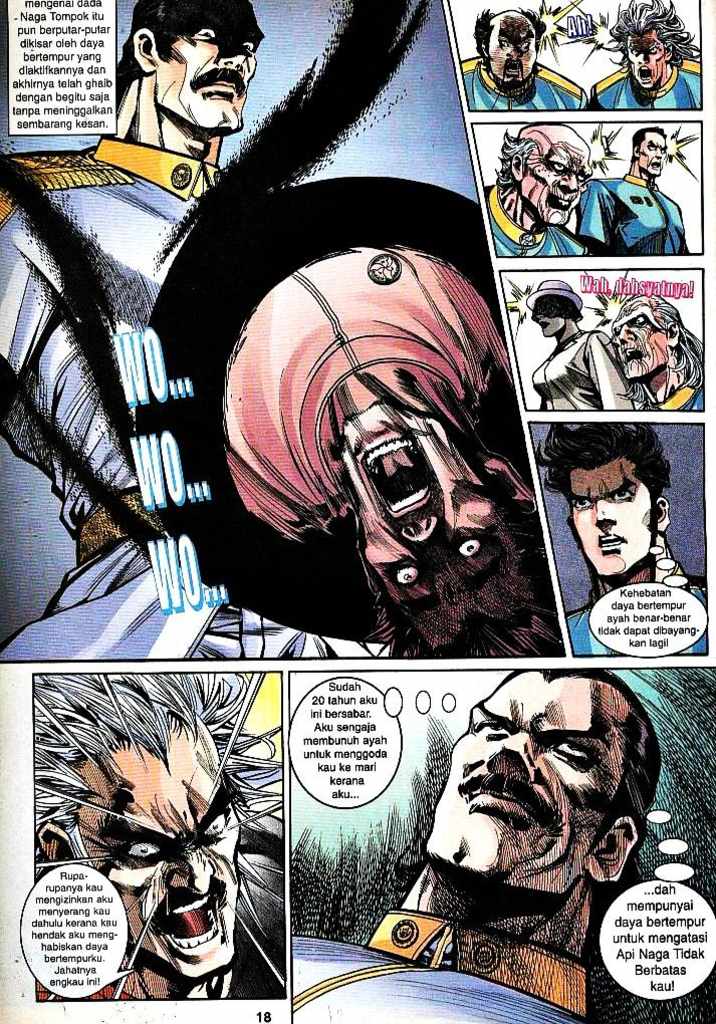 mengenai dada
Naga Tompok itu
pun berputar-putar
dikisar oleh daya
bertempur yang
diaktifkannya dan
akhirnya telah ghaib
dengan begitu saja
tanpa meninggalkan
sembarang kesan.
Ah!
Wah, dahsyatnya!
WO...
WO...
WO...
Kehebatan
daya bertempur
ayah benar-benar
tidak dapat dibayang-
kan lagi!
Rupa-
rupanya kau
mengizinkan aku
menyerang kau
dahulu kerana kau
hendak aku meng-
habiskan daya
bertempurku.
Jahatnya
engkau ini!
Sudah
20 tahun aku
ini bersabar.
Aku sengaja
membunuh ayah
untuk menggoda
kau ke mari
kerana
aku...
...dah
mempunyai
daya bertempur
untuk mengatasi
Api Naga Tidak
Berbatas
kau!
18